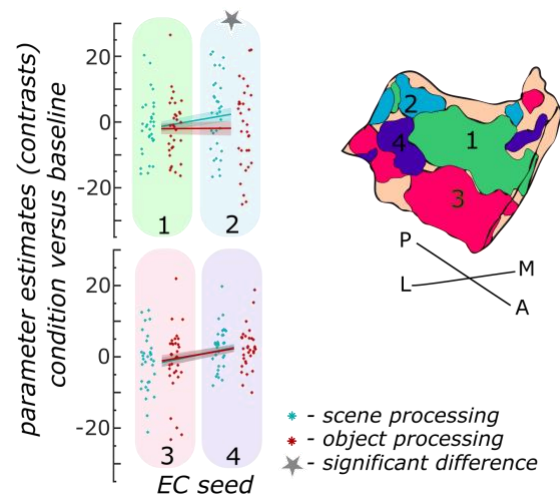 parameter estimates (contrasts)
condition versus baseline
20
0
-20
1
2
20
0
-20
3
4
EC seed
2
4
1
3
P
M
L
A
- scene processing
- object processing
- significant difference